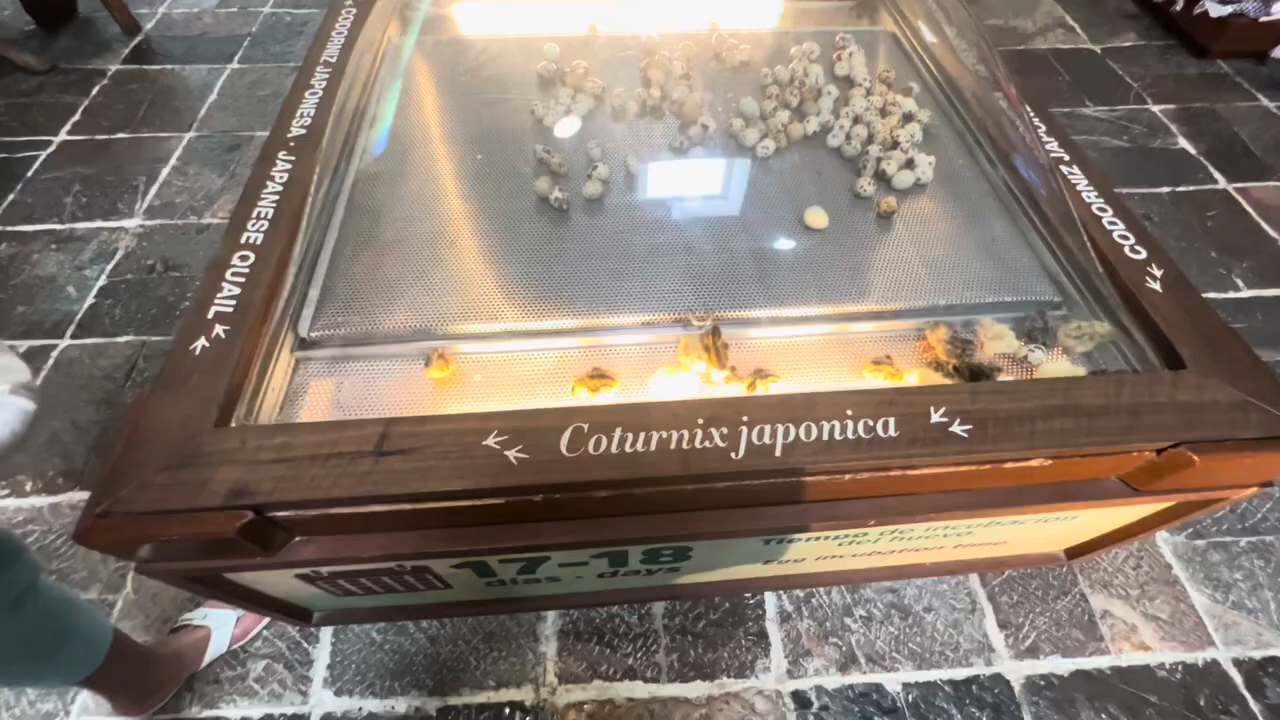 CODORNIZ JAPONESA · JAPANESE QUAIL
CODORNIZ
Coturnix japonica
17-18
días · days
Tiempo de incubación
del huevo.
Egg incubation time.